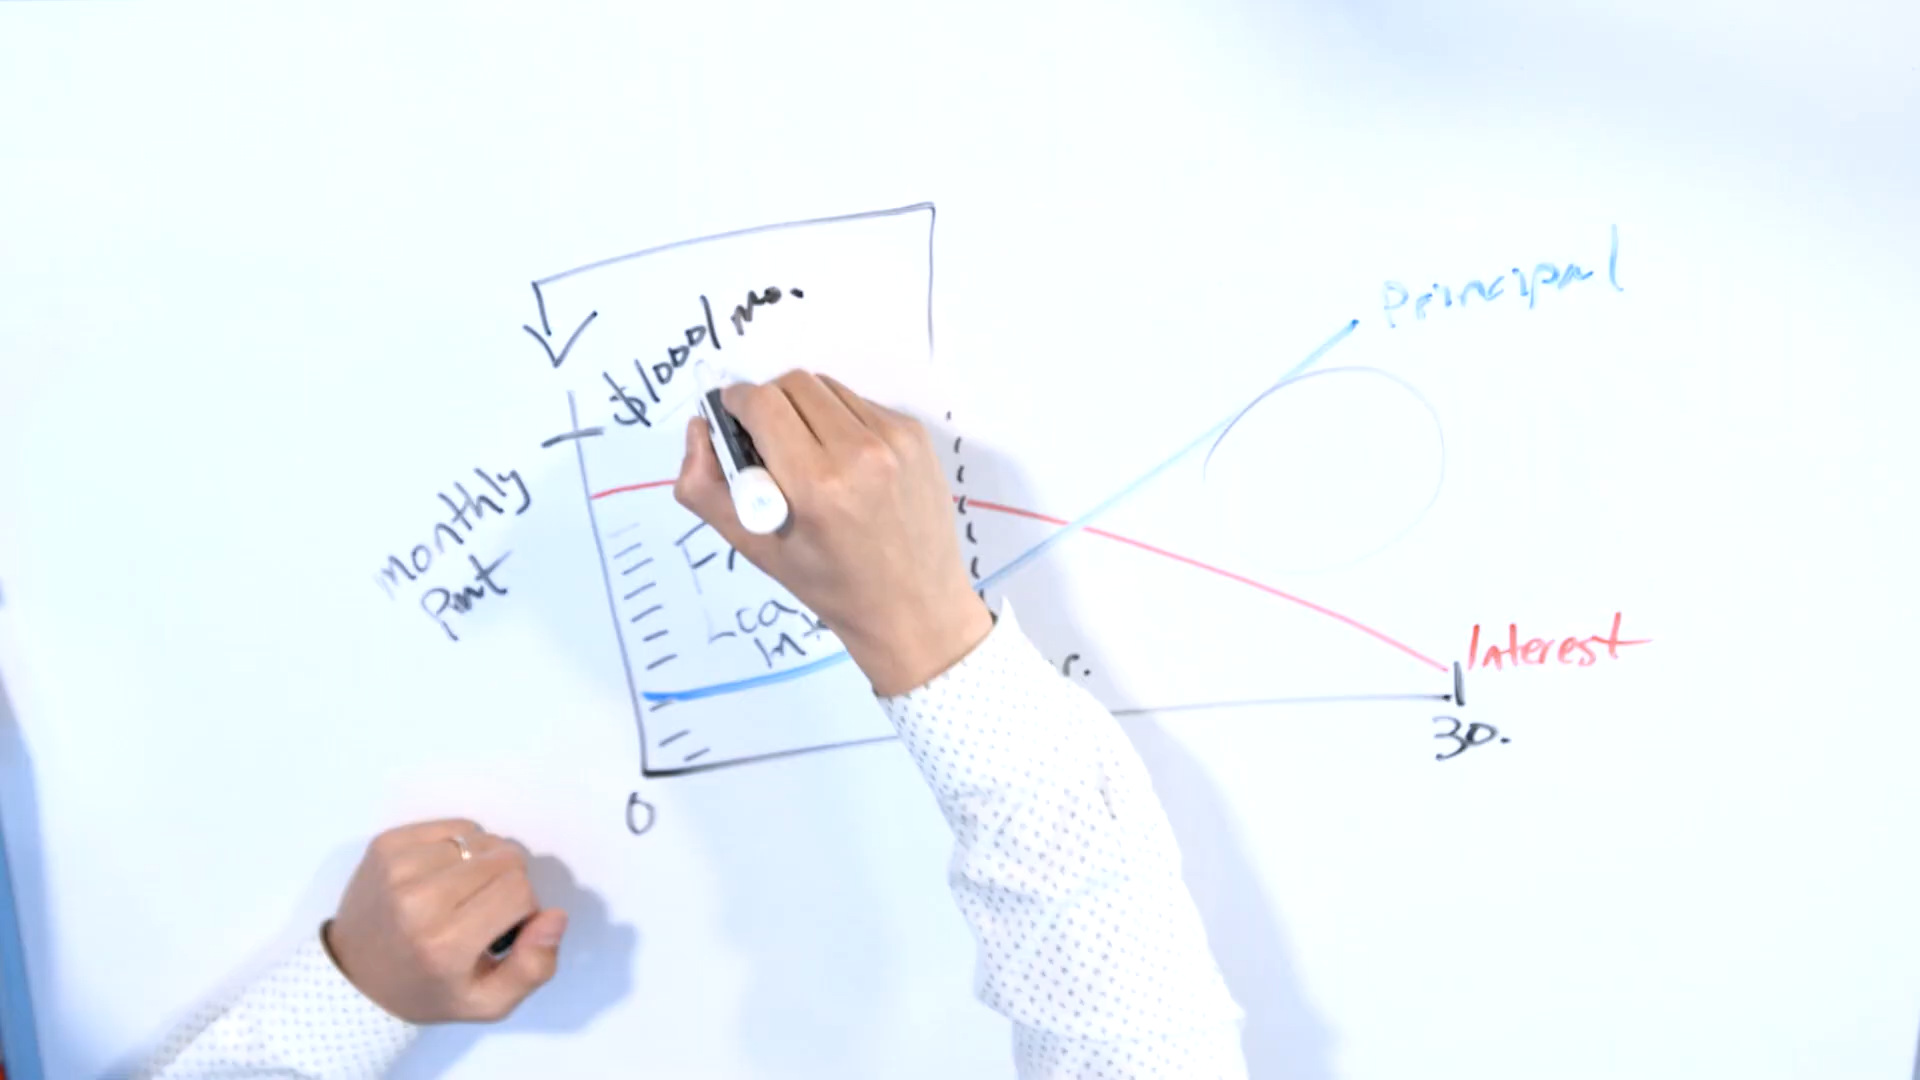 $1000/mo.
Monthly
Pmt
Principal
Interest
30.
0